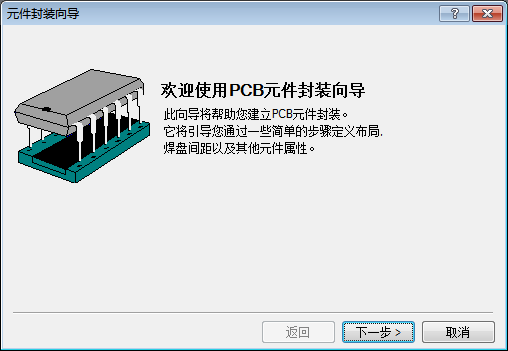 元件封装向导
欢迎使用PCB元件封装向导
此向导将帮助您建立PCB元件封装。
它将引导您通过一些简单的步骤定义布局.
焊盘间距以及其他元件属性。
返回
下一步 >
取消